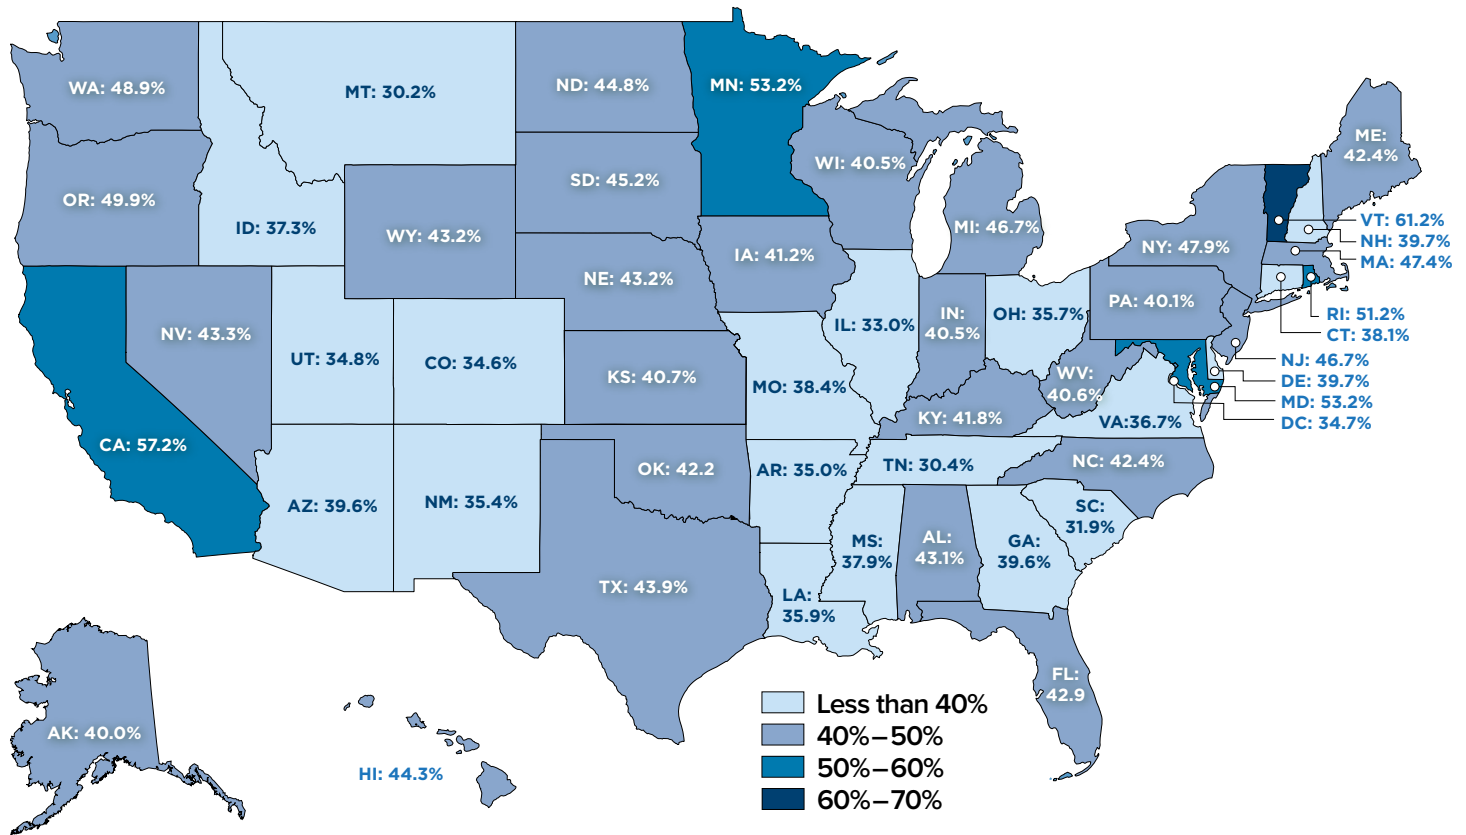 WA: 48.9%
MT: 30.2%
ND: 44.8%
MN: 53.2%
ME:
42.4%
WI: 40.5%
OR: 49.9%
SD: 45.2%
ID: 37.3%
WY: 43.2%
MI: 46.7%
VT: 61.2%
NH: 39.7%
MA: 47.4%
NY: 47.9%
IA: 41.2%
NE: 43.2%
PA: 40.1%
RI: 51.2%
CT: 38.1%
NV: 43.3%
UT: 34.8%
CO: 34.6%
IL: 33.0%
IN:
40.5%
OH: 35.7%
NJ: 46.7%
DE: 39.7%
MD: 53.2%
DC: 34.7%
KS: 40.7%
MO: 38.4%
WV:
40.6%
KY: 41.8%
VA:36.7%
CA: 57.2%
OK: 42.2
AR: 35.0%
TN: 30.4%
NC: 42.4%
AZ: 39.6%
NM: 35.4%
SC:
31.9%
MS:
37.9%
AL:
43.1%
GA:
39.6%
TX: 43.9%
LA:
35.9%
FL:
42.9
AK: 40.0%
HI: 44.3%
Less than 40%
40%–50%
50%–60%
60%–70%